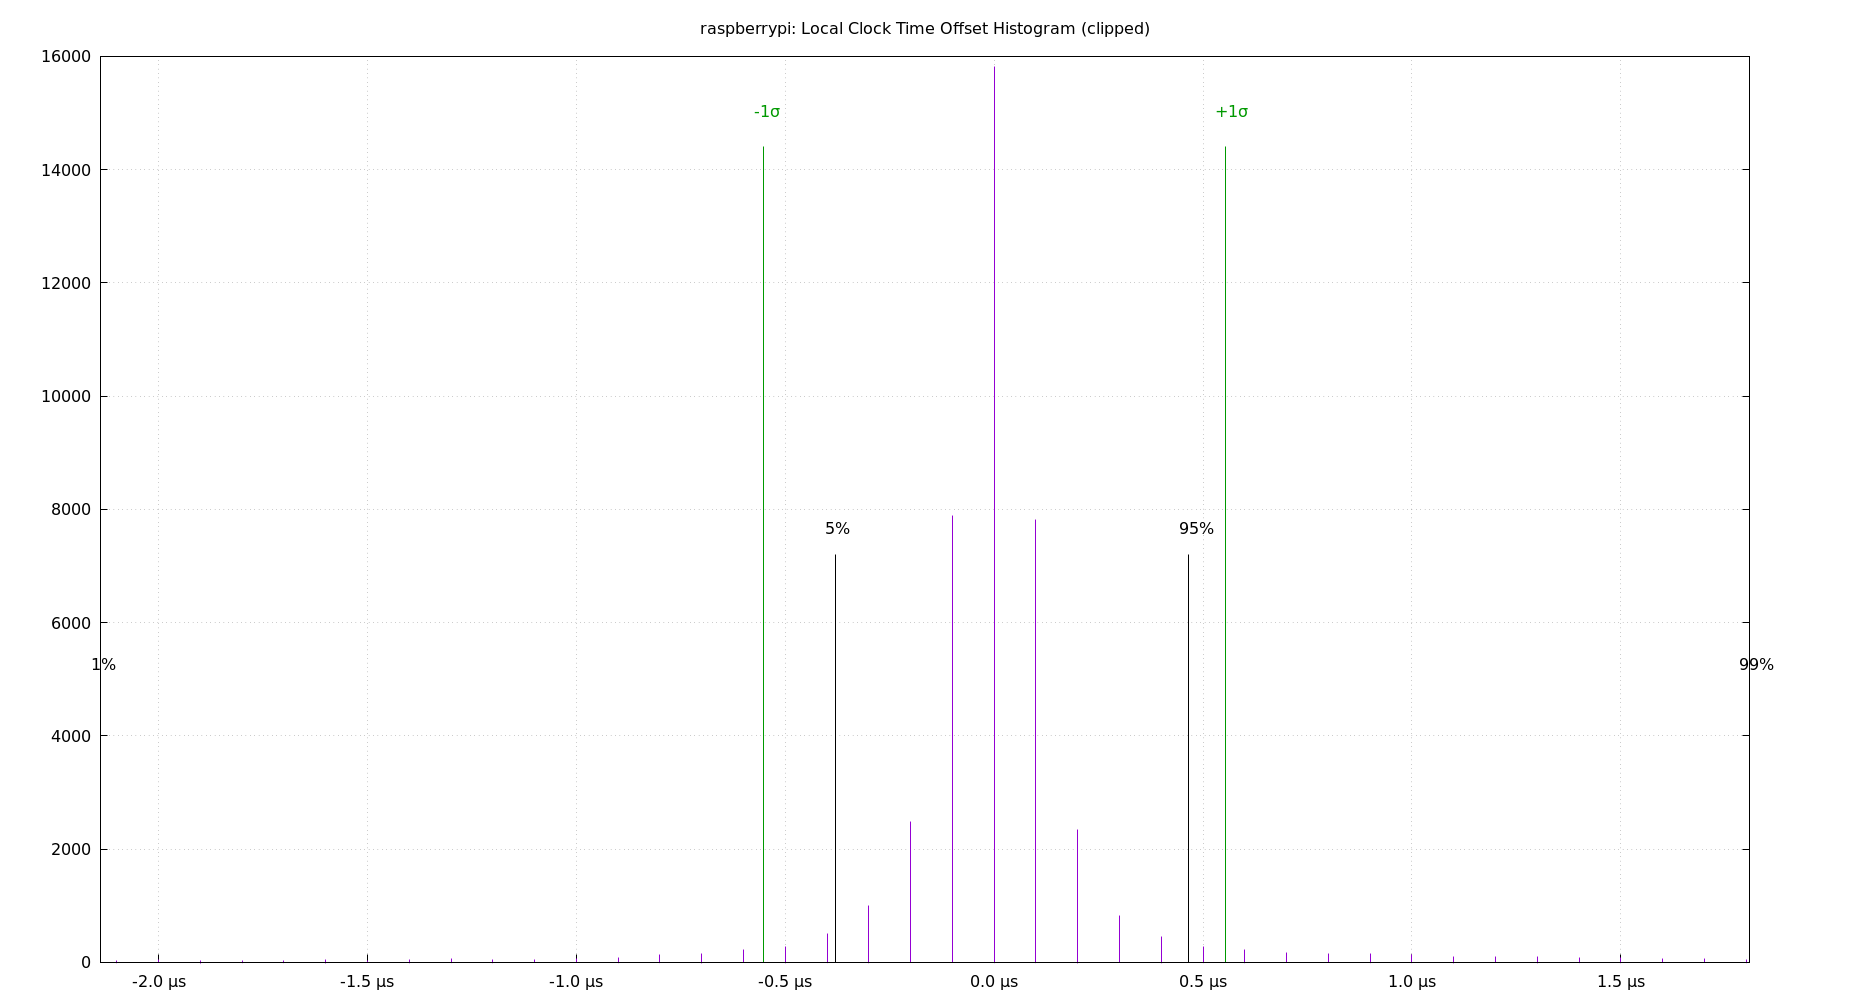 raspberrypi: Local Clock Time Offset Histogram (clipped)
16000
-1σ
+1σ
14000
12000
10000
8000
5%
95%
6000
1%
99%
4000
2000
0
-2.0 µs
-1.5 µs
-1.0 µs
-0.5 µs
0.0 µs
0.5 µs
1.0 µs
1.5 µs